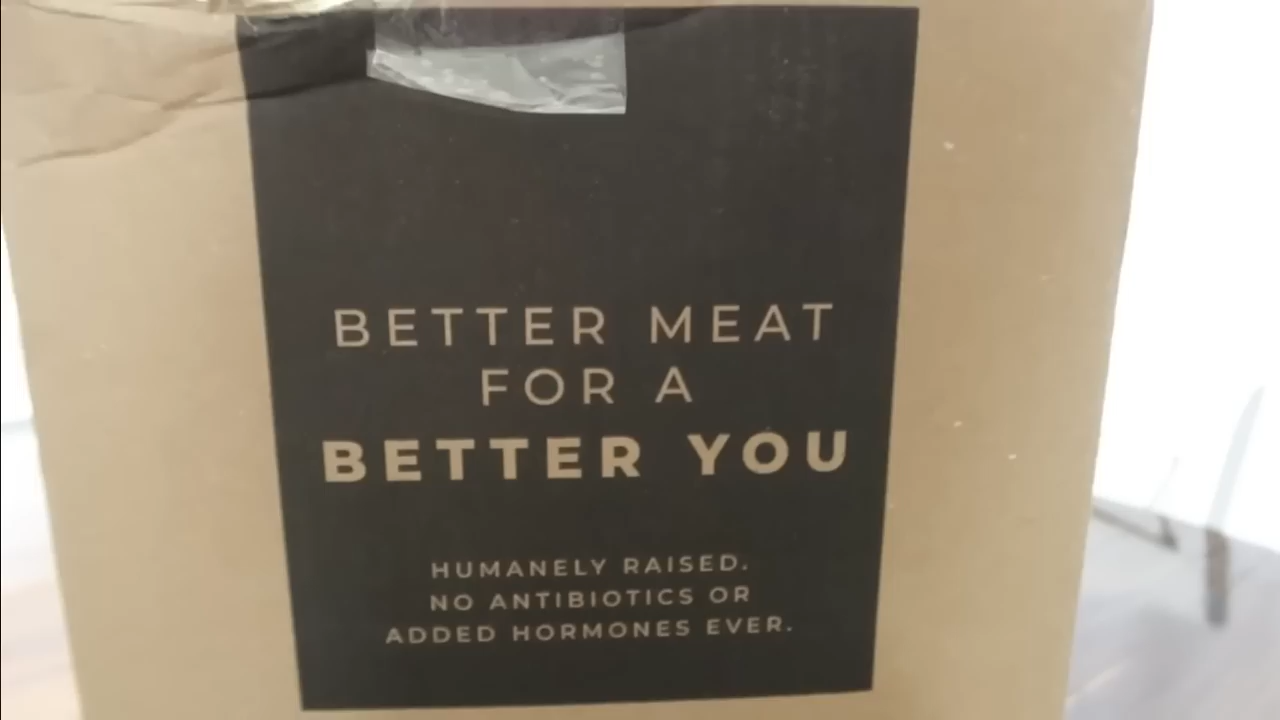 BETTER MEAT
FOR A
BETTER YOU
HUMANELY RAISED.
NO ANTIBIOTICS OR
ADDED HORMONES EVER.